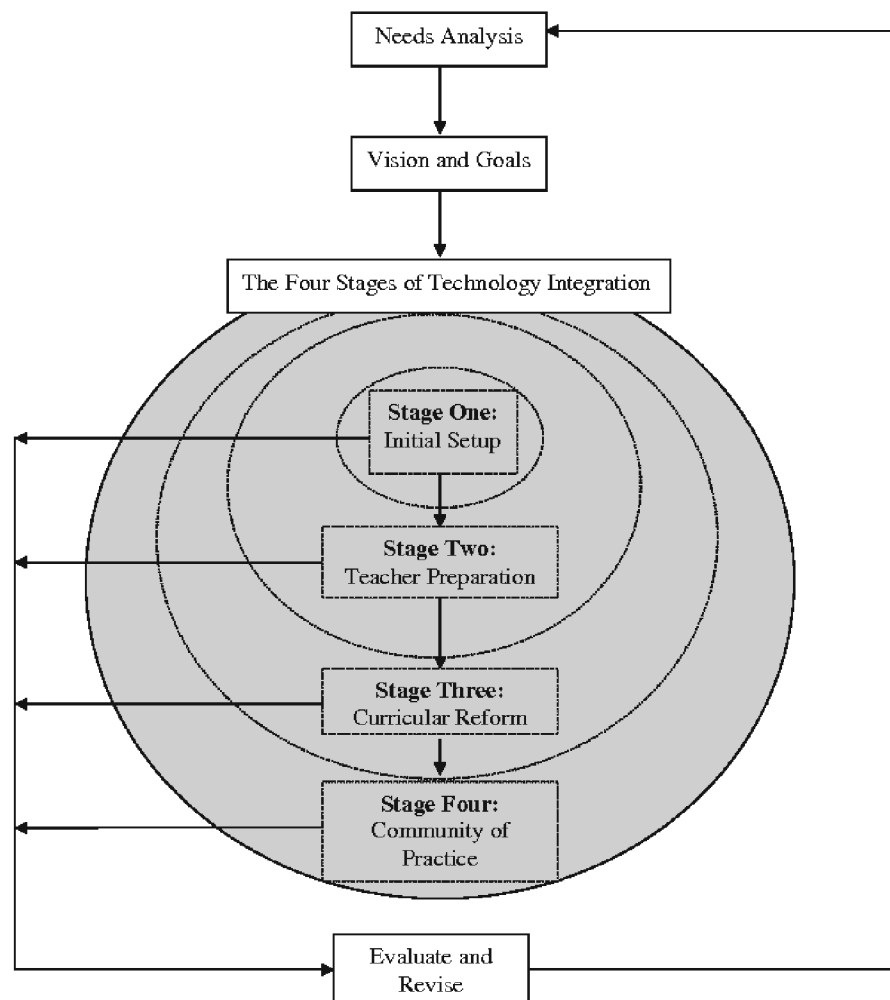 Needs Analysis
Vision and Goals
The Four Stages of Technology Integration
Stage One:
Initial Setup
Stage Two:
Teacher Preparation
Stage Three:
Curricular Reform
Stage Four:
Community of
Practice
Evaluate and
Revise